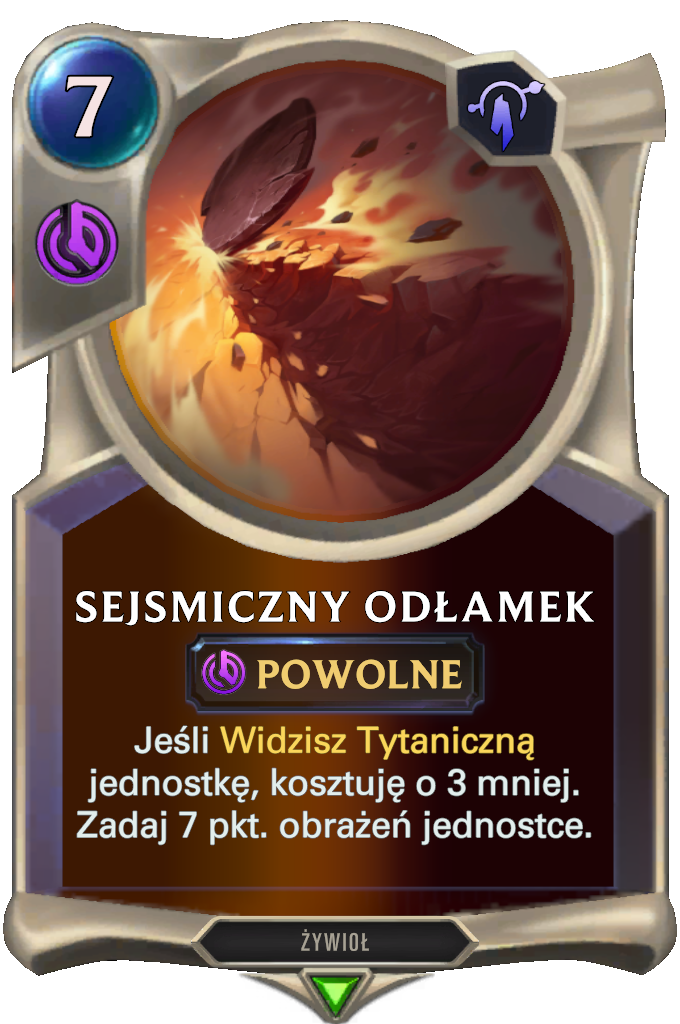 7
SEJSMICZNY ODŁAMEK
POWOLNE
Jeśli Widzisz Tytaniczną
jednostkę, kosztuję o 3 mniej.
Zadaj 7 pkt. obrażeń jednostce.
ŻYWIOŁ